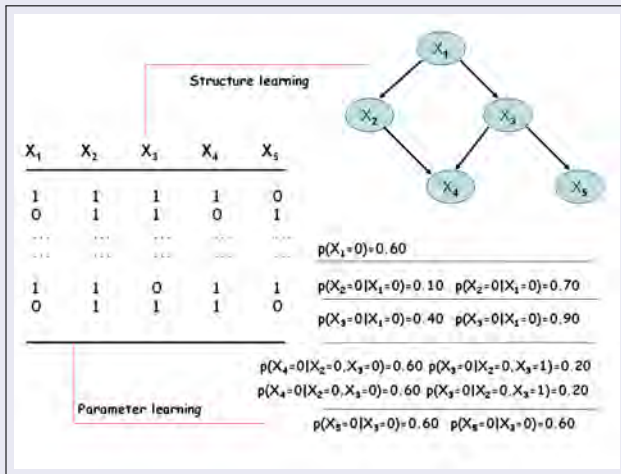 X₁
Structure learning
X₂ X₃
X₁ X₂ X₃ X₄ X₅
X₄ X₅
1 1 1 1 0
0 1 1 0 1
... ... ... ... ...
... ... ... ... ...
p(X₁=0)=0.60
1 1 0 1 1
0 1 1 1 0
p(X₂=0|X₁=0)=0.10 p(X₂=0|X₁=0)=0.70
p(X₃=0|X₁=0)=0.40 p(X₃=0|X₁=0)=0.90
p(X₄=0|X₂=0,X₃=0)=0.60 p(X₃=0|X₂=0,X₃=1)=0.20
p(X₄=0|X₂=0,X₃=0)=0.60 p(X₃=0|X₂=0,X₃=1)=0.20
Parameter learning
p(X₅=0|X₃=0)=0.60 p(X₅=0|X₃=0)=0.60